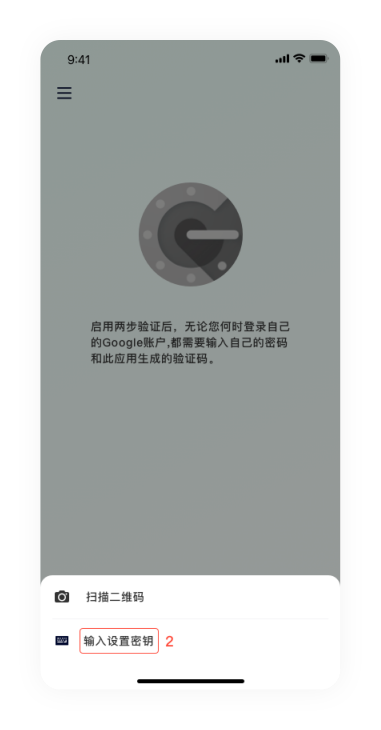 9:41
启用两步验证后，无论您何时登录自己
的Google账户,都需要输入自己的密码
和此应用生成的验证码。
扫描二维码
输入设置密钥 2